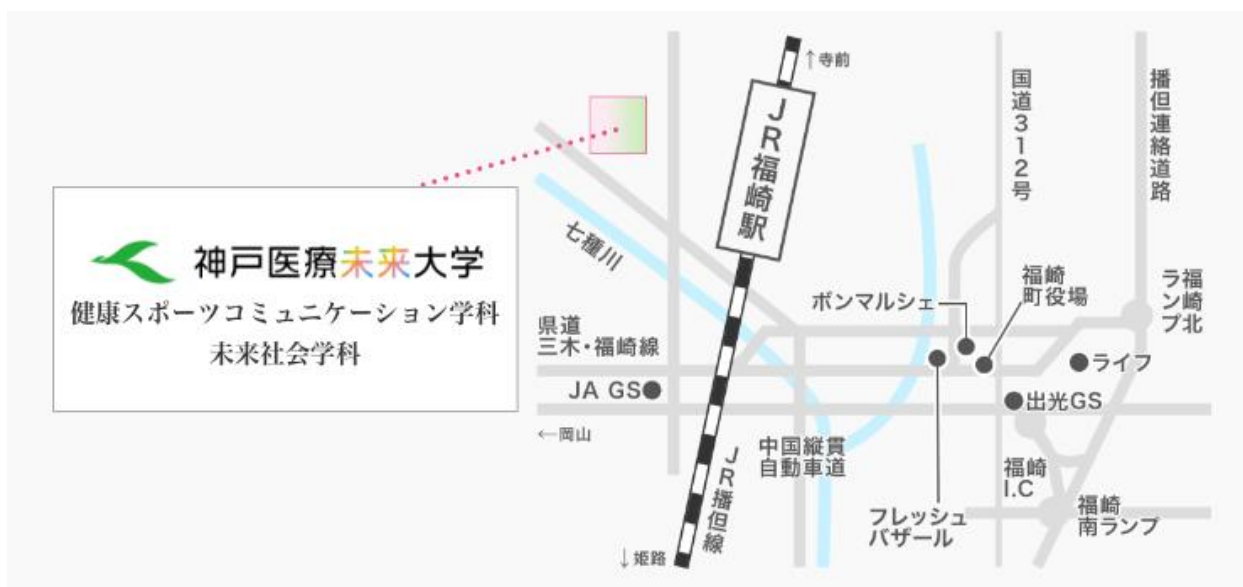 ↑寺前
JR福崎駅
国道312号
播但連絡道路
七種川
神戸医療未来大学
健康スポーツコミュニケーション学科
未来社会学科
福崎
町役場
ボンマルシェ
福崎北
ランプ
県道
三木・福崎線
ライフ
JA GS
出光GS
←岡山
中国縦貫
自動車道
JR播但線
福崎
I.C
フレッシュ
バザール
福崎
南ランプ
↓姫路